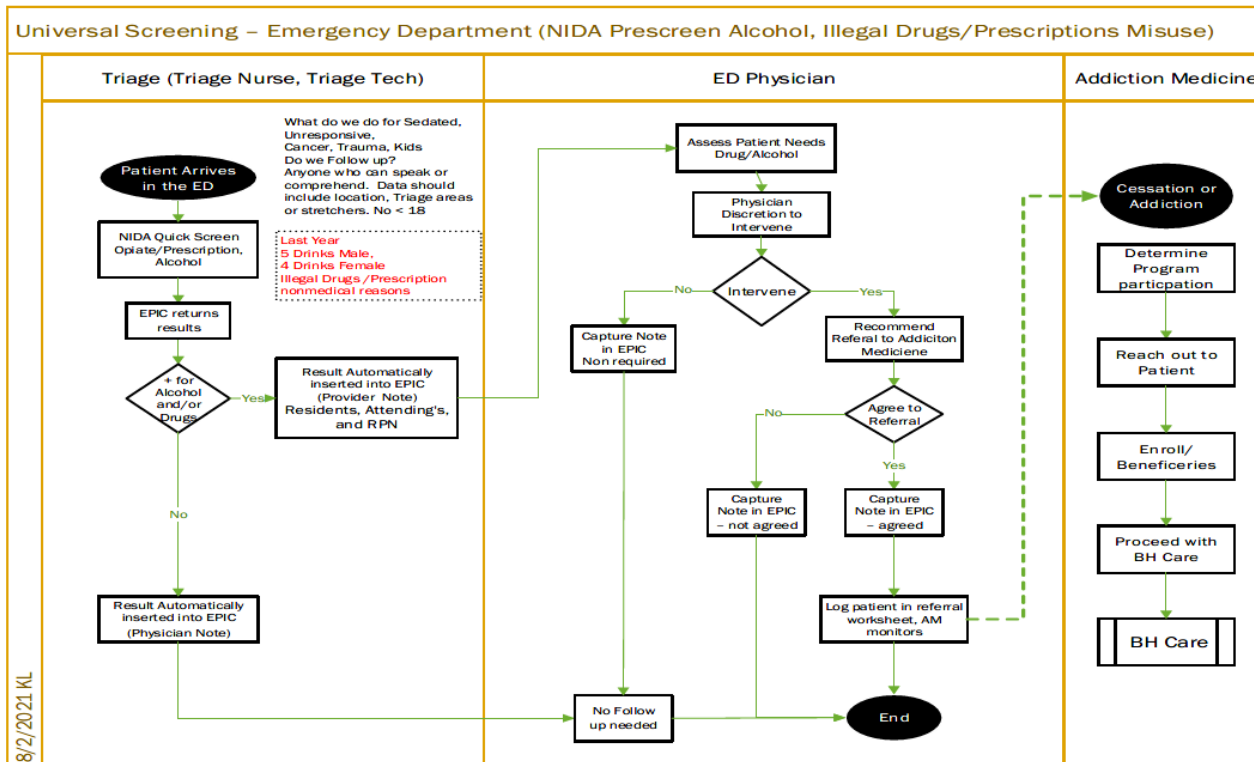 Universal Screening – Emergency Department (NIDA Prescreen Alcohol, Illegal Drugs/Prescriptions Misuse)
Triage (Triage Nurse, Triage Tech)
ED Physician
Addiction Medicine
What do we do for Sedated,
Unresponsive,
Cancer, Trauma, Kids
Do we Follow up?
Anyone who can speak or
comprehend. Data should
include location, Triage areas
or stretchers. No < 18
Patient Arrives
in the ED
NIDA Quick Screen
Opiate/Prescription,
Alcohol
Last Year
5 Drinks Male,
4 Drinks Female
Illegal Drugs /Prescription
nonmedical reasons
EPIC returns
results
+ for
Alcohol
and/or
Drugs
Yes
Result Automatically
inserted into EPIC
(Provider Note)
Residents, Attending's,
and RPN
No
Result Automatically
inserted into EPIC
(Physician Note)
Assess Patient Needs
Drug/Alcohol
Physician
Discretion to
Intervene
Intervene
No
Yes
Capture Note
in EPIC
Non required
Recommend
Referal to Addiciton
Mediciene
Agree to
Referral
No
Yes
Capture
Note in EPIC
– not agreed
Capture
Note in EPIC
– agreed
Log patient in referral
worksheet, AM
monitors
No Follow
up needed
End
Cessation or
Addiction
Determine
Program
particpation
Reach out to
Patient
Enroll/
Beneficeries
Proceed with
BH Care
BH Care
8/2/2021 KL